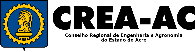 CREA-AC
Conselho Regional de Engenharia e Agronomia
do Estado do Acre